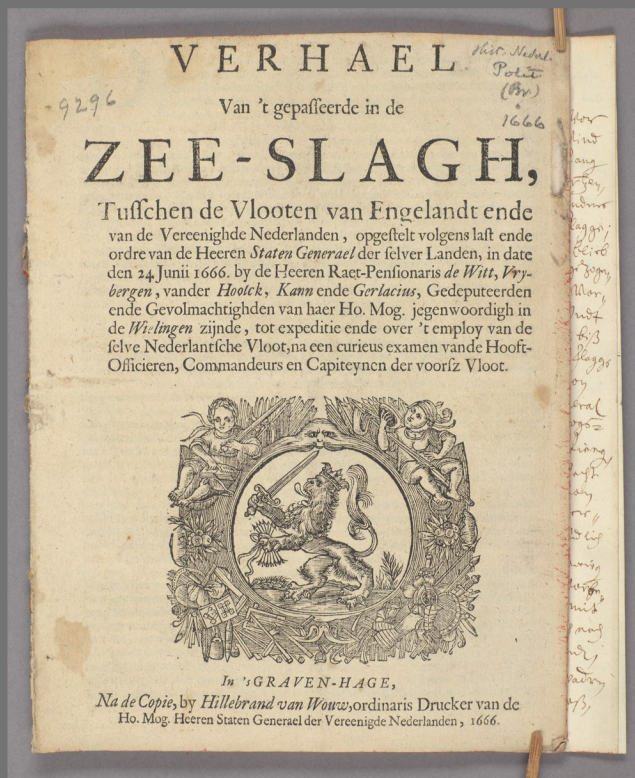 VERHAEL
Hist. Nederl.
Polit
(Br.)
1666
9296
Van 't gepasseerde in de
ZEE-SLAGH,
Tusschen de Vlooten van Engelandt ende
van de Vereenighde Nederlanden, opgestelt volgens last ende
ordre van de Heeren Staten Generael der selver Landen, in date
den 24 Junii 1666. by de Heeren Raet-Pensionaris de Witt, Vry-
bergen, vander Hoolck, Kann ende Gerlacius, Gedeputeerden
ende Gevolmachtighden van haer Ho. Mog. jegenwoordigh in
de Wielingen zijnde, tot expeditie ende over 't employ van de
selve Nederlantsche Vloot, na een curieus examen vande Hooft-
Officieren, Commandeurs en Capiteynen der voorsz Vloot.
In 'sGRAVEN-HAGE,
Na de Copie, by Hillebrand van Wouw, ordinaris Drucker van de
Ho. Mog. Heeren Staten Generael der Vereenigde Nederlanden, 1666.